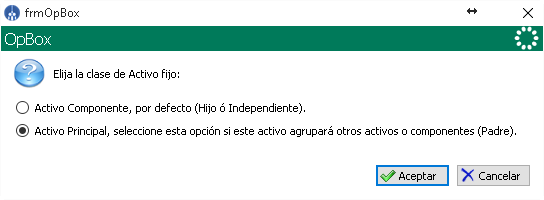 frmOpBox
OpBox
Elija la clase de Activo fijo:
Activo Componente, por defecto (Hijo ó Independiente).
Activo Principal, seleccione esta opción si este activo agrupará otros activos o componentes (Padre).
Aceptar Cancelar